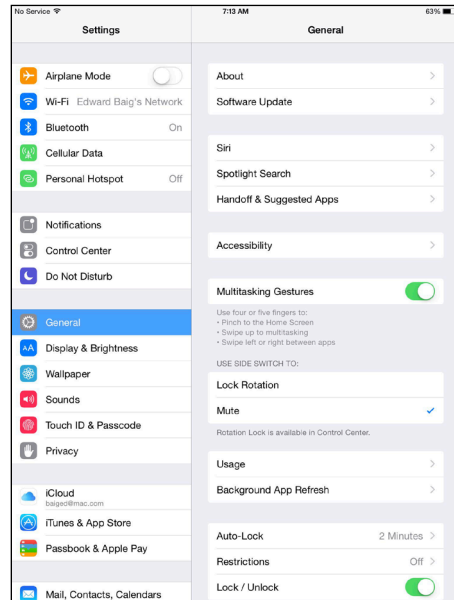 No Service 7:13 AM 63%
Settings
Airplane Mode
Wi-Fi Edward Baig's Network
Bluetooth On
Cellular Data
Personal Hotspot Off
Notifications
Control Center
Do Not Disturb
General
AA Display & Brightness
Wallpaper
Sounds
Touch ID & Passcode
Privacy
iCloud
baiged@mac.com
iTunes & App Store
Passbook & Apple Pay
Mail, Contacts, Calendars
General
About
Software Update
Siri
Spotlight Search
Handoff & Suggested Apps
Accessibility
Multitasking Gestures
Use four or five fingers to:
• Pinch to the Home Screen
• Swipe up to multitasking
• Swipe left or right between apps
USE SIDE SWITCH TO:
Lock Rotation
Mute
Rotation Lock is available in Control Center.
Usage
Background App Refresh
Auto-Lock 2 Minutes
Restrictions Off
Lock / Unlock